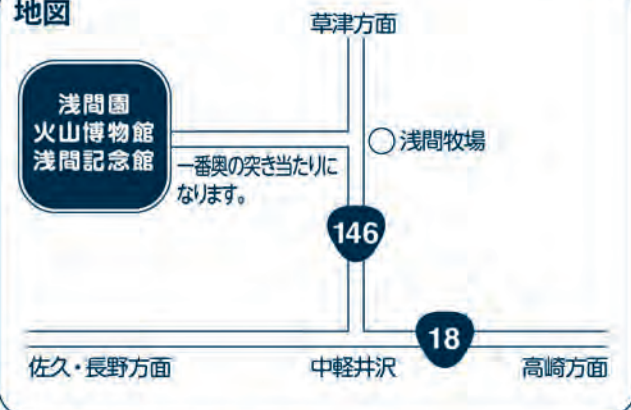 地図
草津方面
浅間園
火山博物館
浅間記念館
浅間牧場
一番奥の突き当たりに
なります。
146
18
佐久・長野方面
中軽井沢
高崎方面